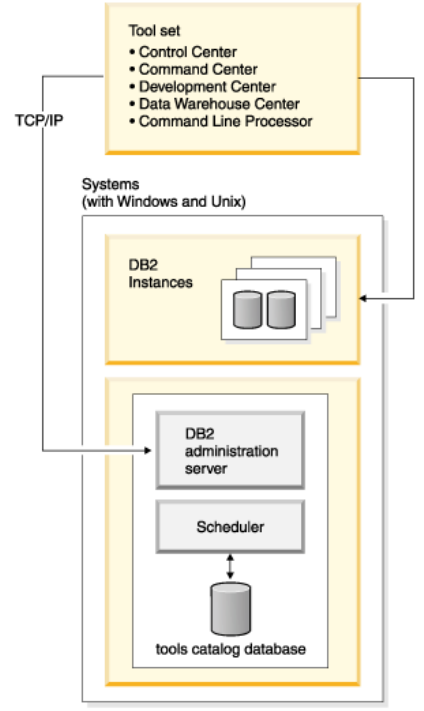 Tool set
• Control Center
• Command Center
• Development Center
• Data Warehouse Center
• Command Line Processor
TCP/IP
Systems
(with Windows and Unix)
DB2
Instances
DB2
administration
server
Scheduler
tools catalog database